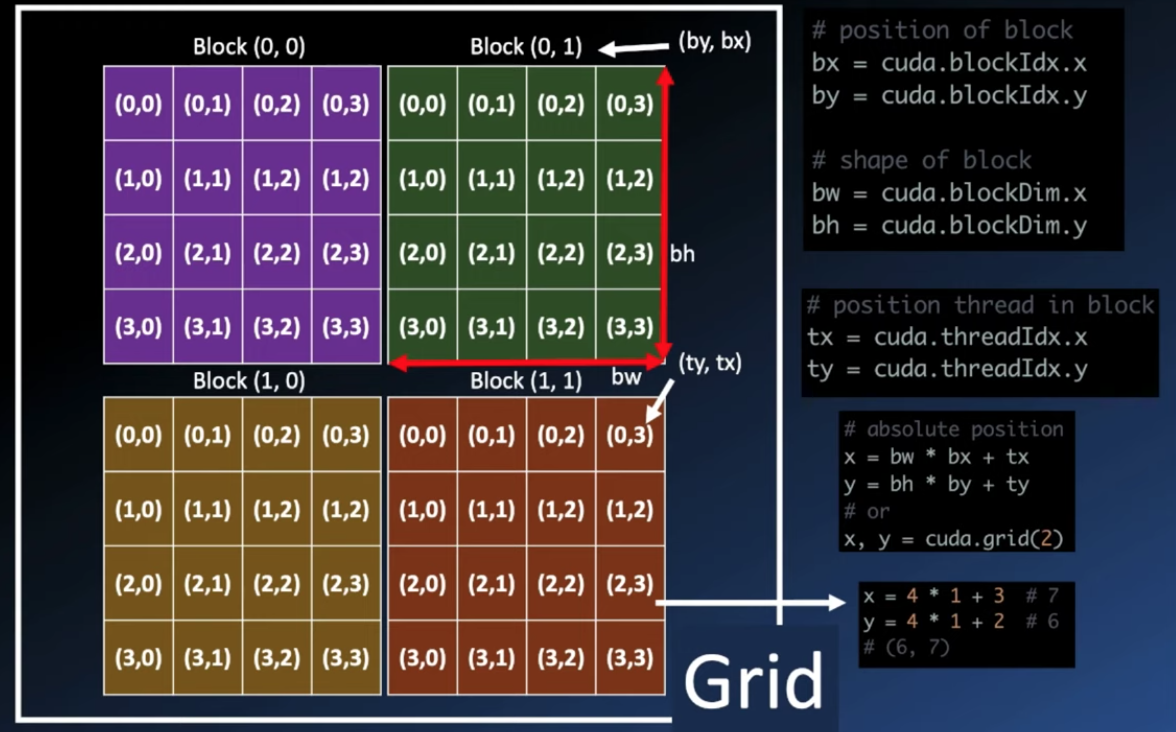 Block (0, 0)
Block (0, 1)
(by, bx)
(0,0) (0,1) (0,2) (0,3) (0,0) (0,1) (0,2) (0,3)
(1,0) (1,1) (1,2) (1,2) (1,0) (1,1) (1,2) (1,2)
(2,0) (2,1) (2,2) (2,3) (2,0) (2,1) (2,2) (2,3)
bh
(3,0) (3,1) (3,2) (3,3) (3,0) (3,1) (3,2) (3,3)
Block (1, 0)
Block (1, 1)
bw
(ty, tx)
(0,0) (0,1) (0,2) (0,3) (0,0) (0,1) (0,2) (0,3)
(1,0) (1,1) (1,2) (1,2) (1,0) (1,1) (1,2) (1,2)
(2,0) (2,1) (2,2) (2,3) (2,0) (2,1) (2,2) (2,3)
(3,0) (3,1) (3,2) (3,3) (3,0) (3,1) (3,2) (3,3)
Grid
# position of block
bx = cuda.blockIdx.x
by = cuda.blockIdx.y
# shape of block
bw = cuda.blockDim.x
bh = cuda.blockDim.y
# position thread in block
tx = cuda.threadIdx.x
ty = cuda.threadIdx.y
# absolute position
x = bw * bx + tx
y = bh * by + ty
# or
x, y = cuda.grid(2)
x = 4 * 1 + 3 # 7
y = 4 * 1 + 2 # 6
# (6, 7)